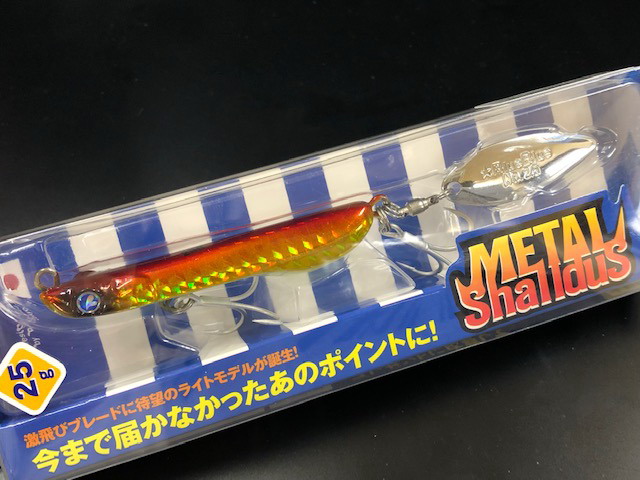 METAL
Shalldus
25g
激飛びブレードに待望のライトモデルが誕生!
今まで届かなかったあのポイントに!